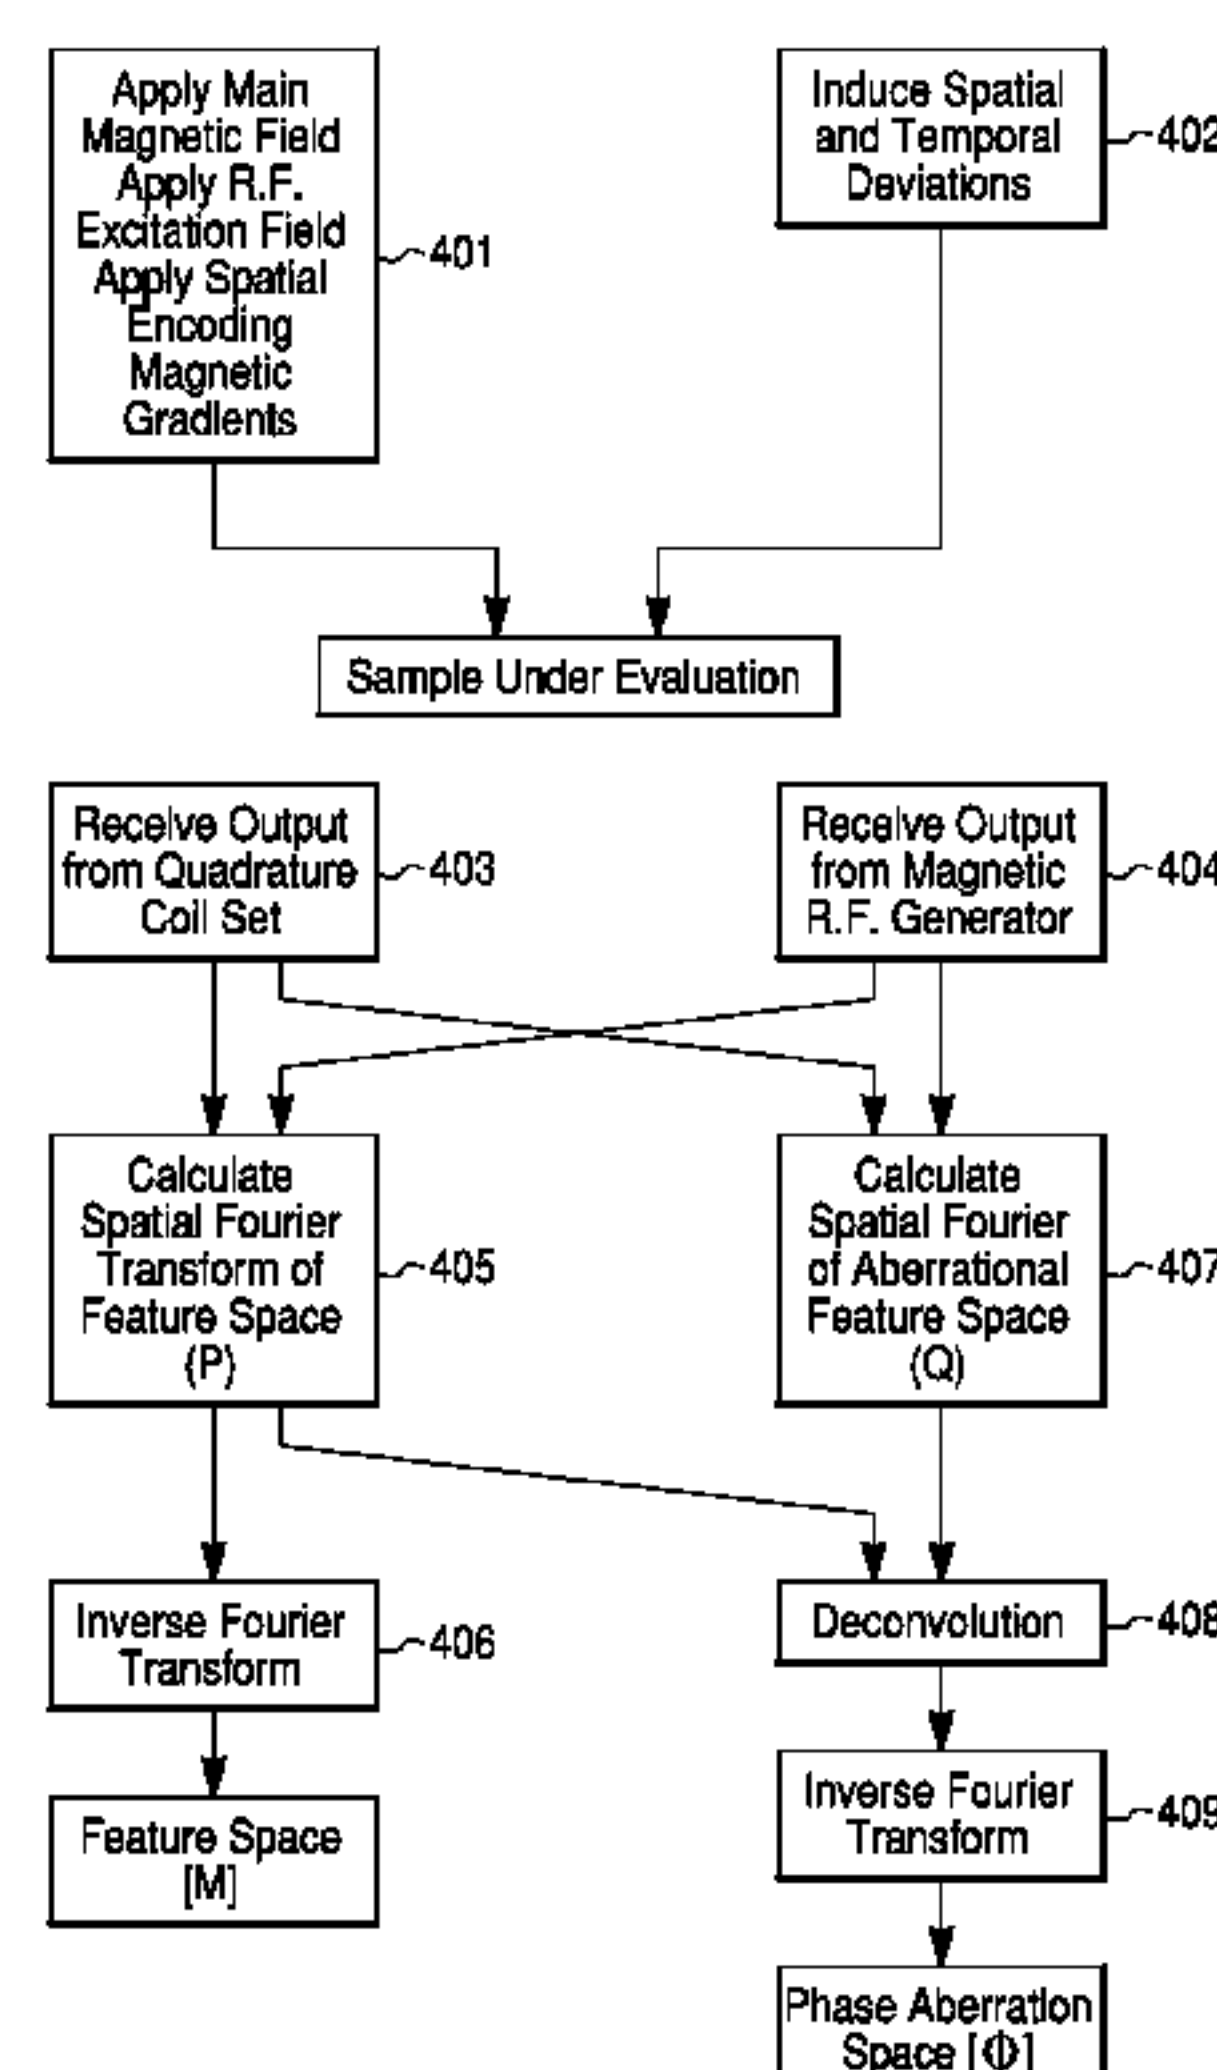 Apply Main
Magnetic Field
Apply R.F.
Excitation Field
Apply Spatial
Encoding
Magnetic
Gradients
401
Induce Spatial
and Temporal
Deviations
402
Sample Under Evaluation
Receive Output
from Quadrature
Coil Set
403
Receive Output
from Magnetic
R.F. Generator
404
Calculate
Spatial Fourier
Transform of
Feature Space
(P)
405
Calculate
Spatial Fourier
of Aberrational
Feature Space
(Q)
407
Inverse Fourier
Transform
406
Deconvolution
408
Feature Space
[M]
Inverse Fourier
Transform
409
Phase Aberration
Space [Φ]